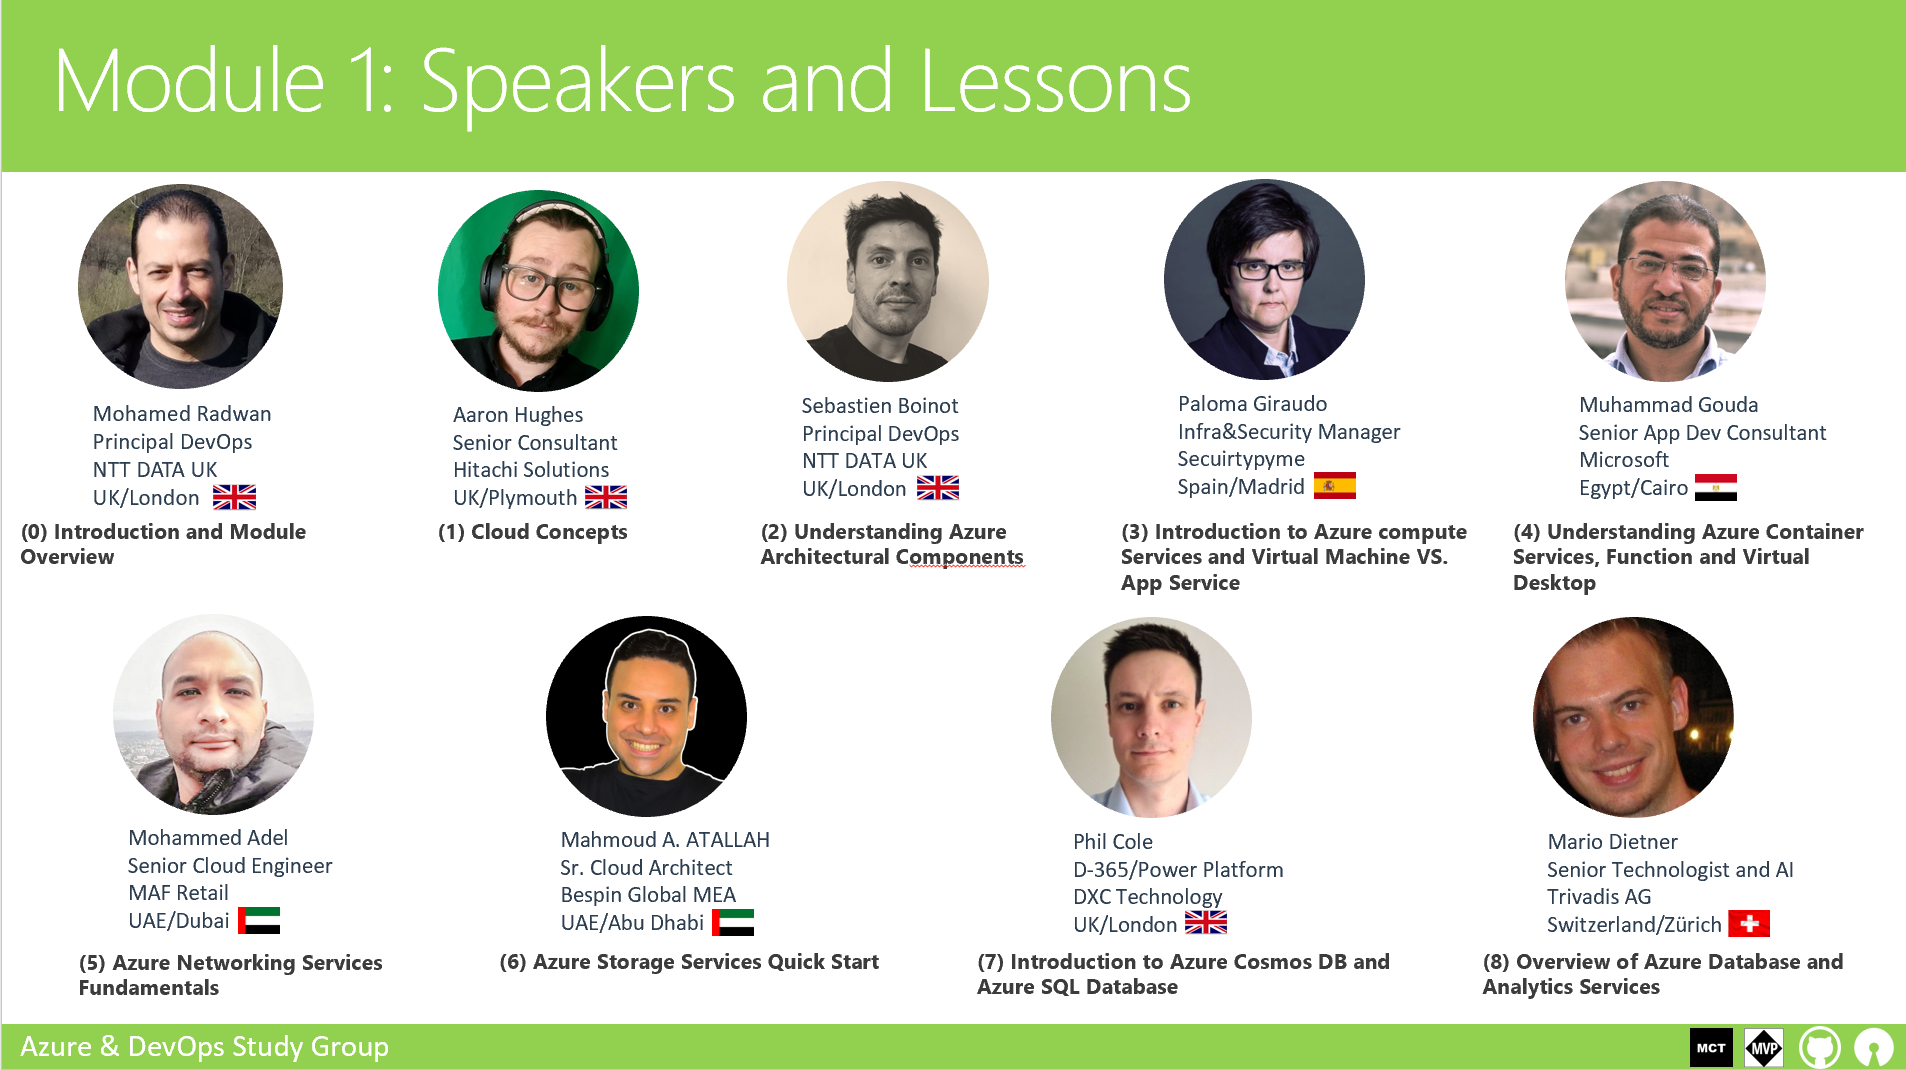 Module 1: Speakers and Lessons
Mohamed Radwan
Principal DevOps
NTT DATA UK
UK/London
(0) Introduction and Module
Overview
Aaron Hughes
Senior Consultant
Hitachi Solutions
UK/Plymouth
(1) Cloud Concepts
Sebastien Boinot
Principal DevOps
NTT DATA UK
UK/London
(2) Understanding Azure
Architectural Components
Paloma Giraudo
Infra&Security Manager
Secuirtypyme
Spain/Madrid
(3) Introduction to Azure compute
Services and Virtual Machine VS.
App Service
Muhammad Gouda
Senior App Dev Consultant
Microsoft
Egypt/Cairo
(4) Understanding Azure Container
Services, Function and Virtual
Desktop
Mohammed Adel
Senior Cloud Engineer
MAF Retail
UAE/Dubai
(5) Azure Networking Services
Fundamentals
Mahmoud A. ATALLAH
Sr. Cloud Architect
Bespin Global MEA
UAE/Abu Dhabi
(6) Azure Storage Services Quick Start
Phil Cole
D-365/Power Platform
DXC Technology
UK/London
(7) Introduction to Azure Cosmos DB and
Azure SQL Database
Mario Dietner
Senior Technologist and AI
Trivadis AG
Switzerland/Zürich
(8) Overview of Azure Database and
Analytics Services
Azure & DevOps Study Group
MCT
MVP